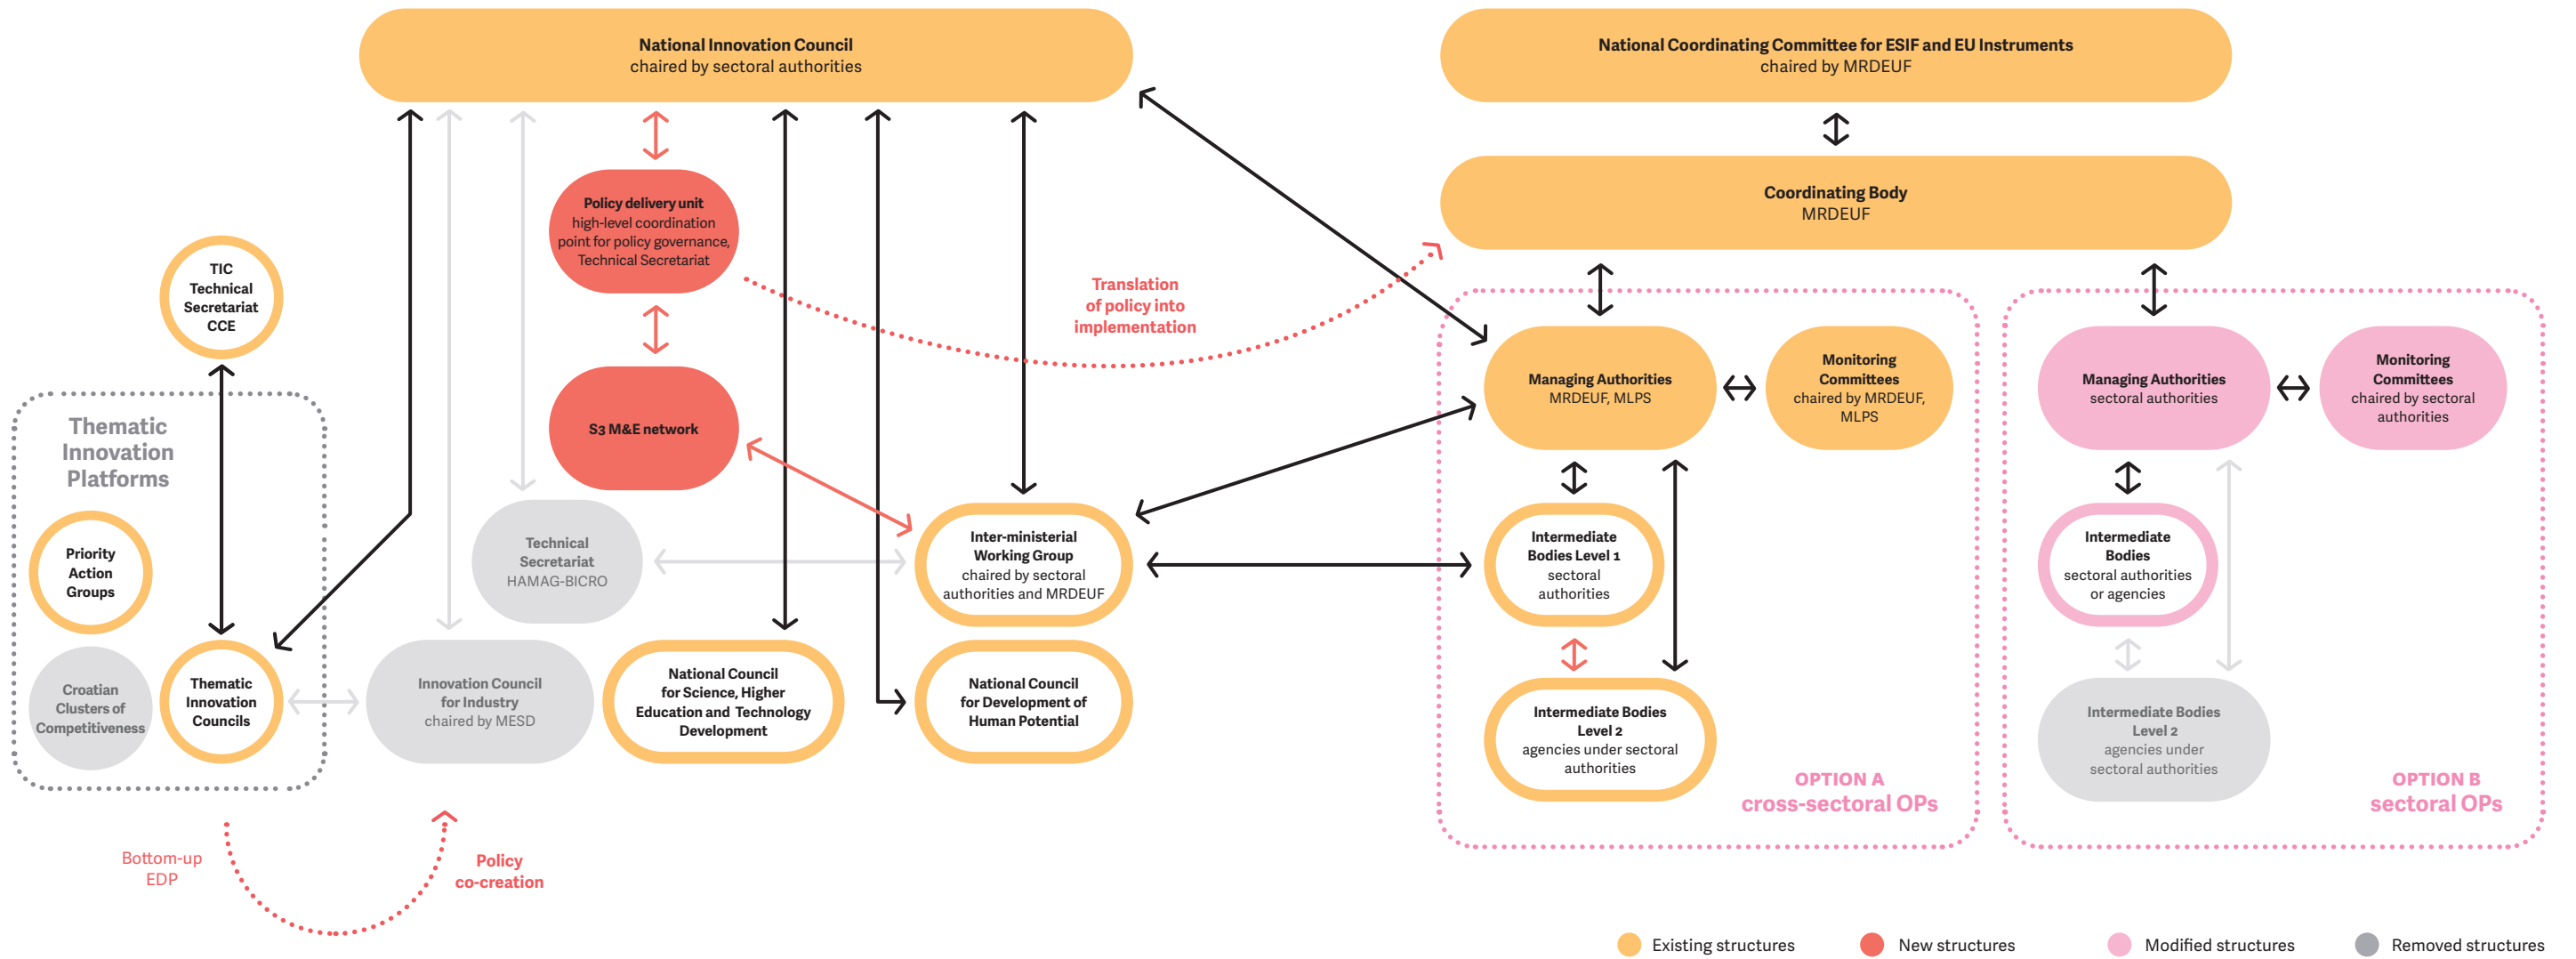 National Innovation Council
chaired by sectoral authorities
National Coordinating Committee for ESIF and EU Instruments
chaired by MRDEUF
Coordinating Body
MRDEUF
Policy delivery unit
high-level coordination
point for policy governance,
Technical Secretariat
TIC
Technical
Secretariat
CCE
Translation
of policy into
implementation
Thematic
Innovation
Platforms
S3 M&E network
Managing Authorities
MRDEUF, MLPS
Monitoring
Committees
chaired by MRDEUF,
MLPS
Managing Authorities
sectoral authorities
Monitoring
Committees
chaired by sectoral
authorities
Priority
Action
Groups
Technical
Secretariat
HAMAG-BICRO
Inter-ministerial
Working Group
chaired by sectoral
authorities and MRDEUF
Intermediate
Bodies Level 1
sectoral
authorities
Intermediate
Bodies
sectoral authorities
or agencies
Croatian
Clusters of
Competitiveness
Thematic
Innovation
Councils
Innovation Council
for Industry
chaired by MESD
National Council
for Science, Higher
Education and Technology
Development
National Council
for Development of
Human Potential
Intermediate Bodies
Level 2
agencies under sectoral
authorities
Intermediate Bodies
Level 2
agencies under
sectoral authorities
OPTION A
cross-sectoral OPs
OPTION B
sectoral OPs
Bottom-up
EDP
Policy
co-creation
Existing structures
New structures
Modified structures
Removed structures